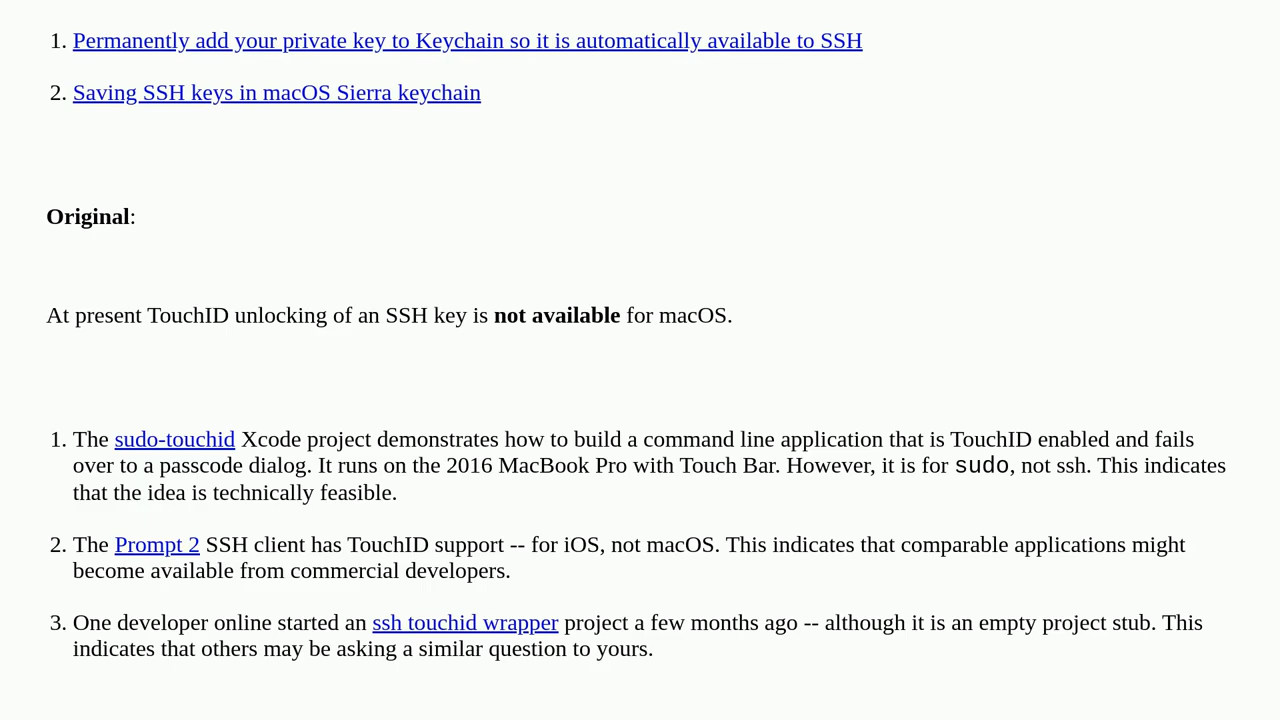 1. Permanently add your private key to Keychain so it is automatically available to SSH
2. Saving SSH keys in macOS Sierra keychain
Original:
At present TouchID unlocking of an SSH key is not available for macOS.
1. The sudo-touchid Xcode project demonstrates how to build a command line application that is TouchID enabled and fails
over to a passcode dialog. It runs on the 2016 MacBook Pro with Touch Bar. However, it is for sudo, not ssh. This indicates
that the idea is technically feasible.
2. The Prompt 2 SSH client has TouchID support -- for iOS, not macOS. This indicates that comparable applications might
become available from commercial developers.
3. One developer online started an ssh touchid wrapper project a few months ago -- although it is an empty project stub. This
indicates that others may be asking a similar question to yours.